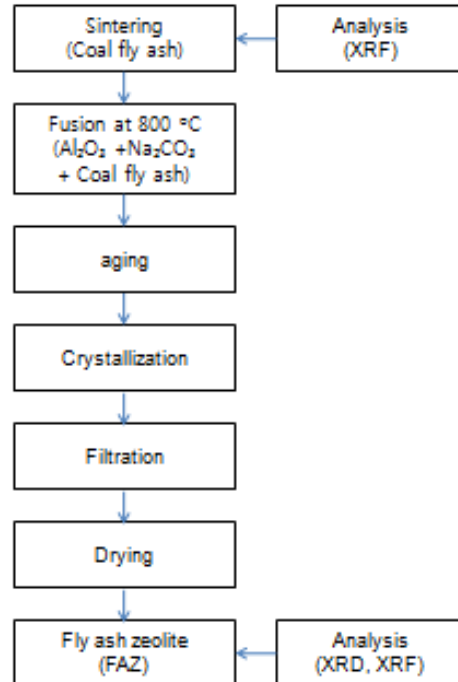 Sintering
(Coal fly ash)
Analysis
(XRF)
Fusion at 800 ºC
(Al₂O₃ +Na₂CO₃
+ Coal fly ash)
aging
Crystallization
Filtration
Drying
Fly ash zeolite
(FAZ)
Analysis
(XRD, XRF)